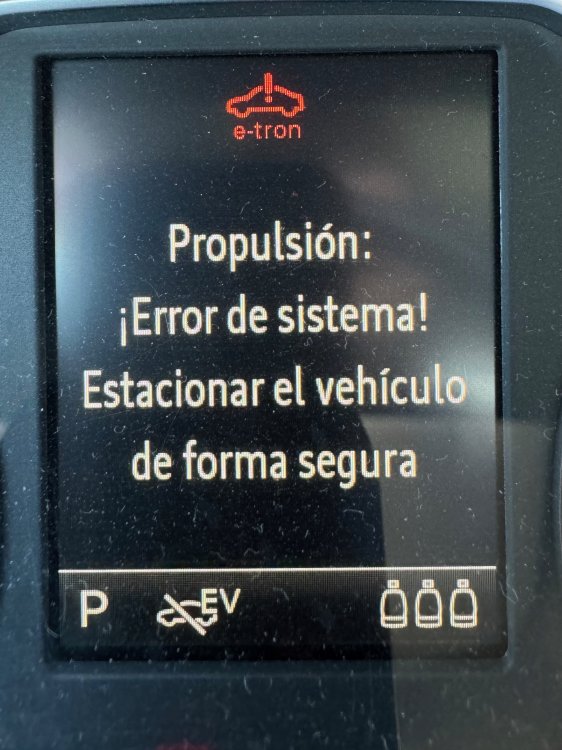 e-tron
Propulsión:
¡Error de sistema!
Estacionar el vehículo
de forma segura
P EV